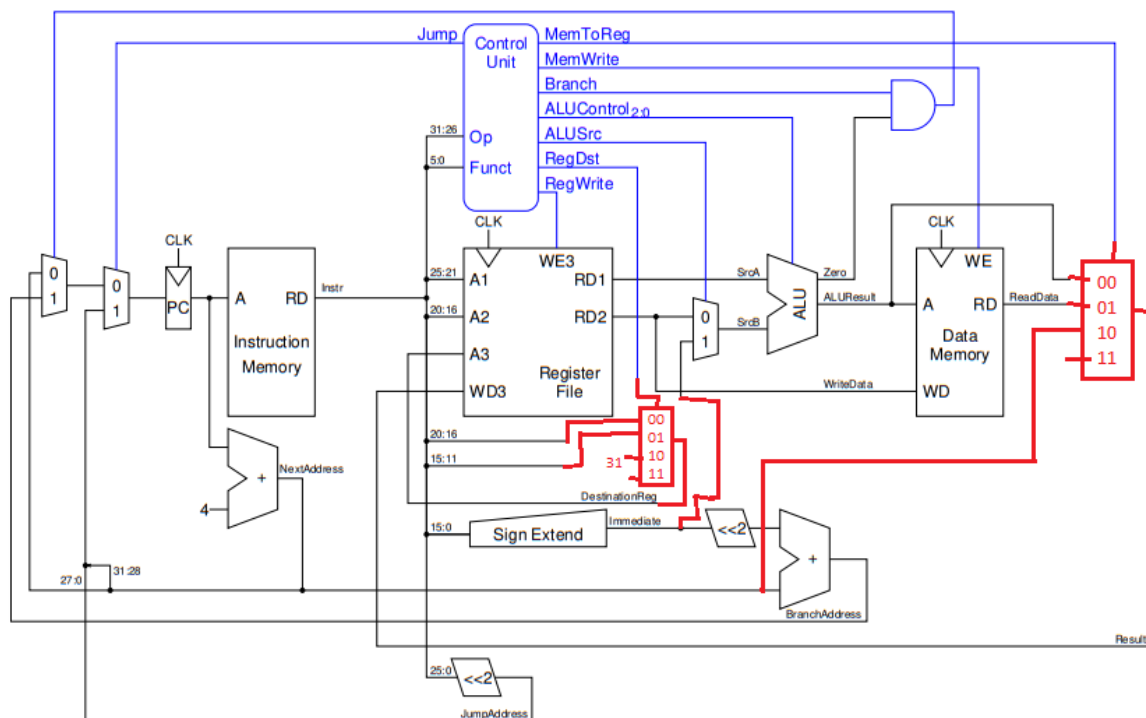 Jump
Control
Unit
MemToReg
MemWrite
Branch
ALUControl2:0
ALUSrc
RegDst
RegWrite
31:26
Op
5:0
Funct
CLK
CLK
CLK
0
1
0
1
PC
A
RD
Instr
Instruction
Memory
25:21
A1
WE3
RD1
20:16
A2
RD2
A3
WD3
Register
File
SrcA
0
1
SrcB
ALU
Zero
ALUResult
WE
A
RD
ReadData
Data
Memory
WriteData
WD
00
01
10
11
20:16
15:11
00
01
31
10
11
DestinationReg
NextAddress
+
4
15:0
Sign Extend
Immediate
<<2
+
31:28
27:0
BranchAddress
Result
25:0
<<2
JumpAddress